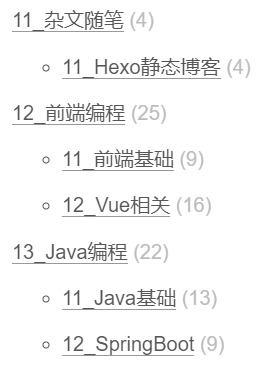 11_杂文随笔 (4)
11_Hexo静态博客 (4)
12_前端编程 (25)
11_前端基础 (9)
12_Vue相关 (16)
13_Java编程 (22)
11_Java基础 (13)
12_SpringBoot (9)